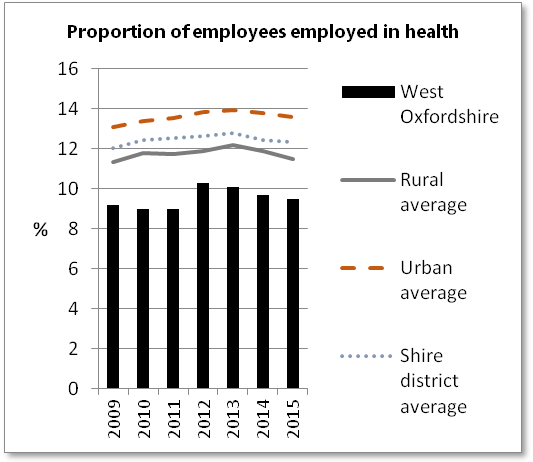 Proportion of employees employed in health
16
14
12
10
8
6
4
2
0
%
2009
2010
2011
2012
2013
2014
2015
West
Oxfordshire
Rural
average
Urban
average
Shire
district
average